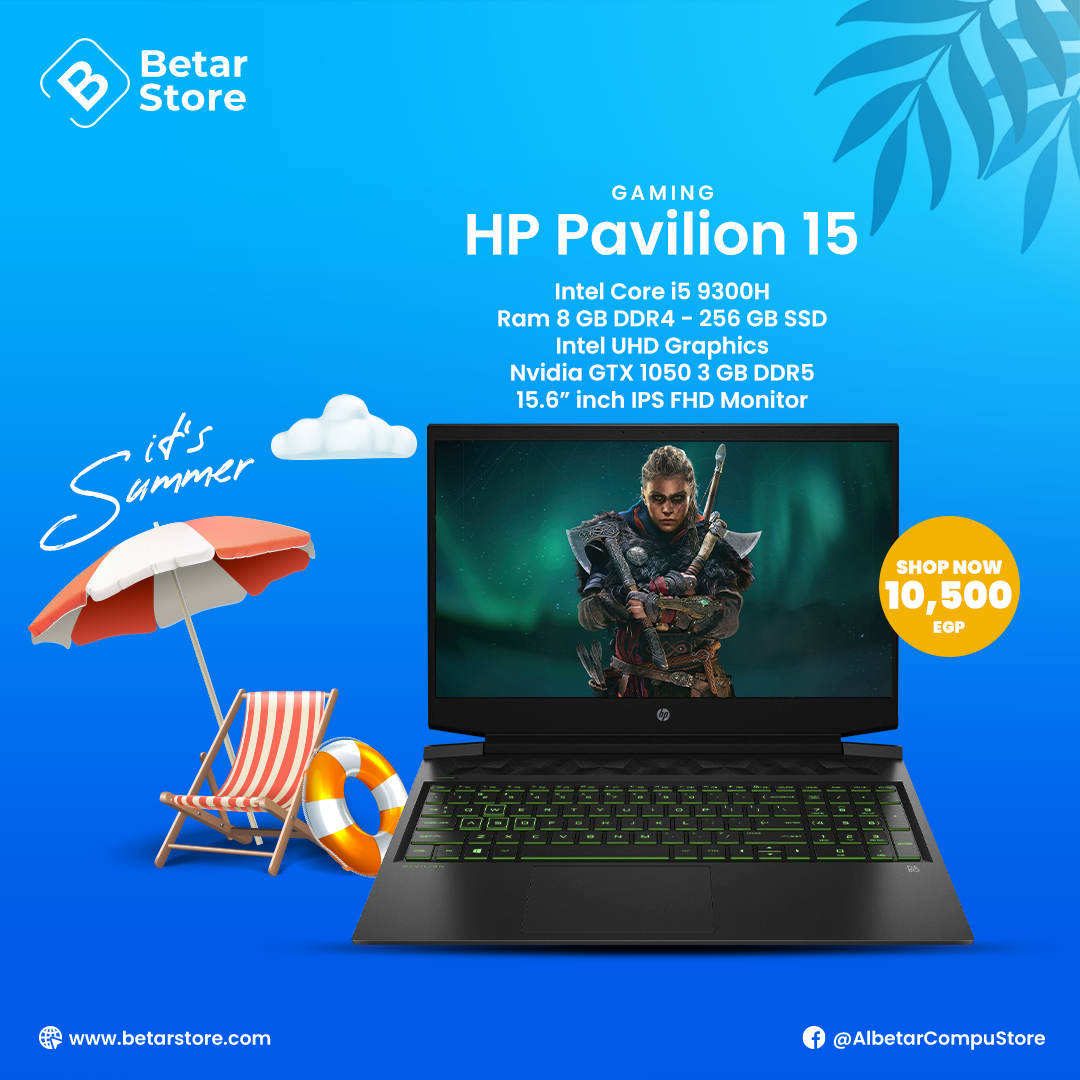 Betar
Store
GAMING
HP Pavilion 15
Intel Core i5 9300H
Ram 8 GB DDR4 - 256 GB SSD
Intel UHD Graphics
Nvidia GTX 1050 3 GB DDR5
15.6” inch IPS FHD Monitor
it's
Summer
SHOP NOW
10,500
EGP
hp
www.betarstore.com
@AlbetarCompuStore